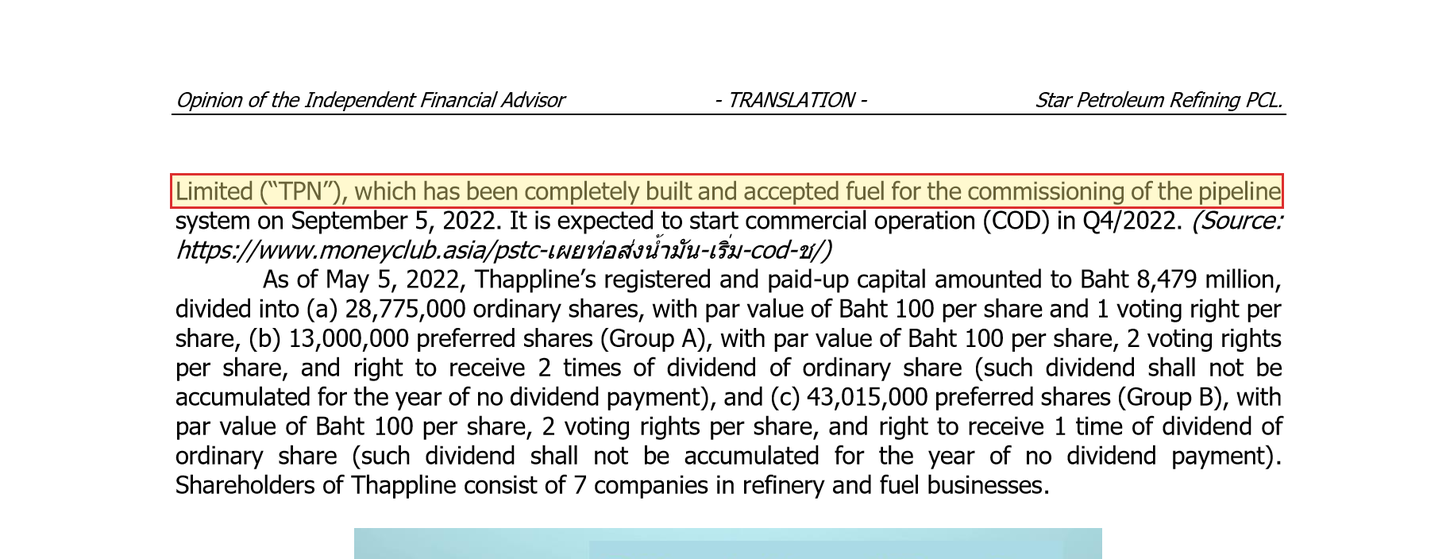 Opinion of the Independent Financial Advisor - TRANSLATION - Star Petroleum Refining PCL.
Limited (“TPN”), which has been completely built and accepted fuel for the commissioning of the pipeline
system on September 5, 2022. It is expected to start commercial operation (COD) in Q4/2022. (Source:
https://www.moneyclub.asia/pstc-เผยท่อส่งน้ำมัน-เริ่ม-cod-ช/)
As of May 5, 2022, Thappline’s registered and paid-up capital amounted to Baht 8,479 million,
divided into (a) 28,775,000 ordinary shares, with par value of Baht 100 per share and 1 voting right per
share, (b) 13,000,000 preferred shares (Group A), with par value of Baht 100 per share, 2 voting rights
per share, and right to receive 2 times of dividend of ordinary share (such dividend shall not be
accumulated for the year of no dividend payment), and (c) 43,015,000 preferred shares (Group B), with
par value of Baht 100 per share, 2 voting rights per share, and right to receive 1 time of dividend of
ordinary share (such dividend shall not be accumulated for the year of no dividend payment).
Shareholders of Thappline consist of 7 companies in refinery and fuel businesses.